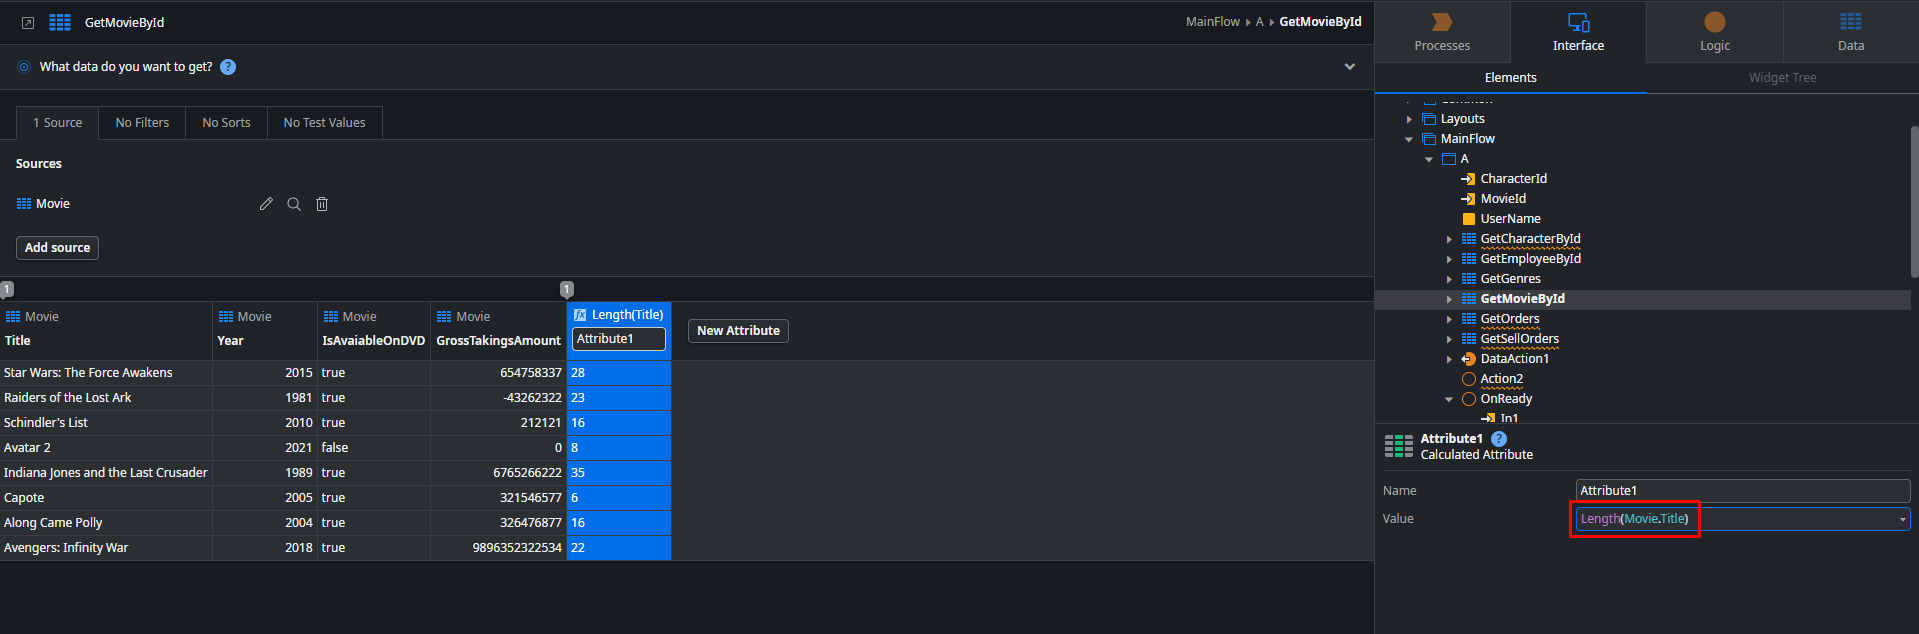 GetMovieById
MainFlow ▸ A ▸ GetMovieById
What data do you want to get? ?
1 Source No Filters No Sorts No Test Values
Sources
Movie
Add source
1 1
Movie Movie Movie Movie Length(Title)
Title Year IsAvaiableOnDVD GrossTakingsAmount Attribute1 New Attribute
Star Wars: The Force Awakens 2015 true 654758337 28
Raiders of the Lost Ark 1981 true -43262322 23
Schindler's List 2010 true 212121 16
Avatar 2 2021 false 0 8
Indiana Jones and the Last Crusader 1989 true 6765266222 35
Capote 2005 true 321546577 6
Along Came Polly 2004 true 326476877 16
Avengers: Infinity War 2018 true 9896352322534 22
Processes Interface Logic Data
Elements Widget Tree
Layouts
MainFlow
A
CharacterId
MovieId
UserName
GetCharacterById
GetEmployeeById
GetGenres
GetMovieById
GetOrders
GetSellOrders
DataAction1
Action2
OnReady
In1
Attribute1 ?
Calculated Attribute
Name Attribute1
Value Length(Movie.Title)